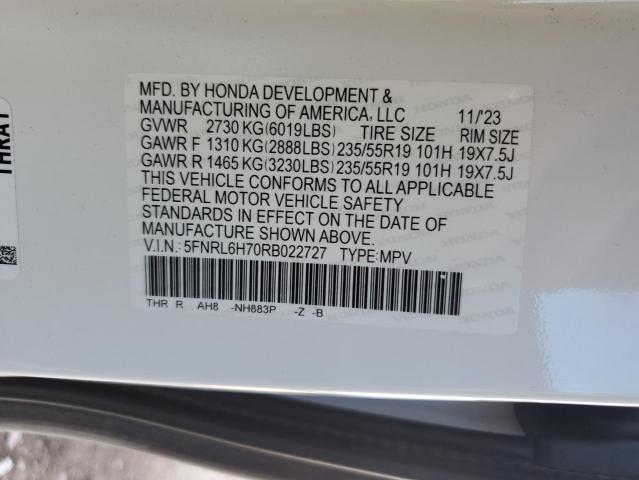 MFD. BY HONDA DEVELOPMENT &
MANUFACTURING OF AMERICA, LLC 11/'23
GVWR 2730 KG(6019LBS) TIRE SIZE RIM SIZE
GAWR F 1310 KG(2888LBS) 235/55R19 101H 19X7.5J
GAWR R 1465 KG(3230LBS) 235/55R19 101H 19X7.5J
THIS VEHICLE CONFORMS TO ALL APPLICABLE
FEDERAL MOTOR VEHICLE SAFETY
STANDARDS IN EFFECT ON THE DATE OF
MANUFACTURE SHOWN ABOVE.
V.I.N.: 5FNRL6H70RB022727 TYPE:MPV
THR R AH8 -NH883P -Z -B